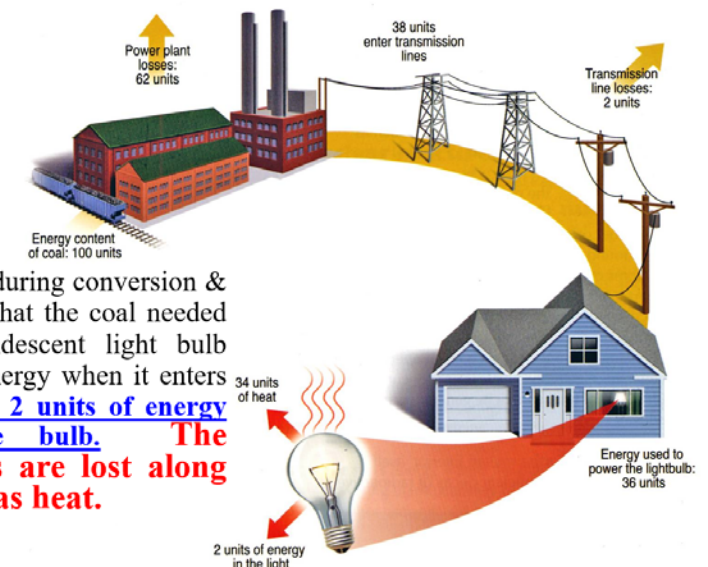 Power plant
losses:
62 units
38 units
enter transmission
lines
Transmission
line losses:
2 units
Energy content
of coal: 100 units
during conversion &
hat the coal needed
descent light bulb
ergy when it enters
2 units of energy
e bulb. The
s are lost along
as heat.
34 units
of heat
Energy used to
power the lightbulb:
36 units
2 units of energy
in the light